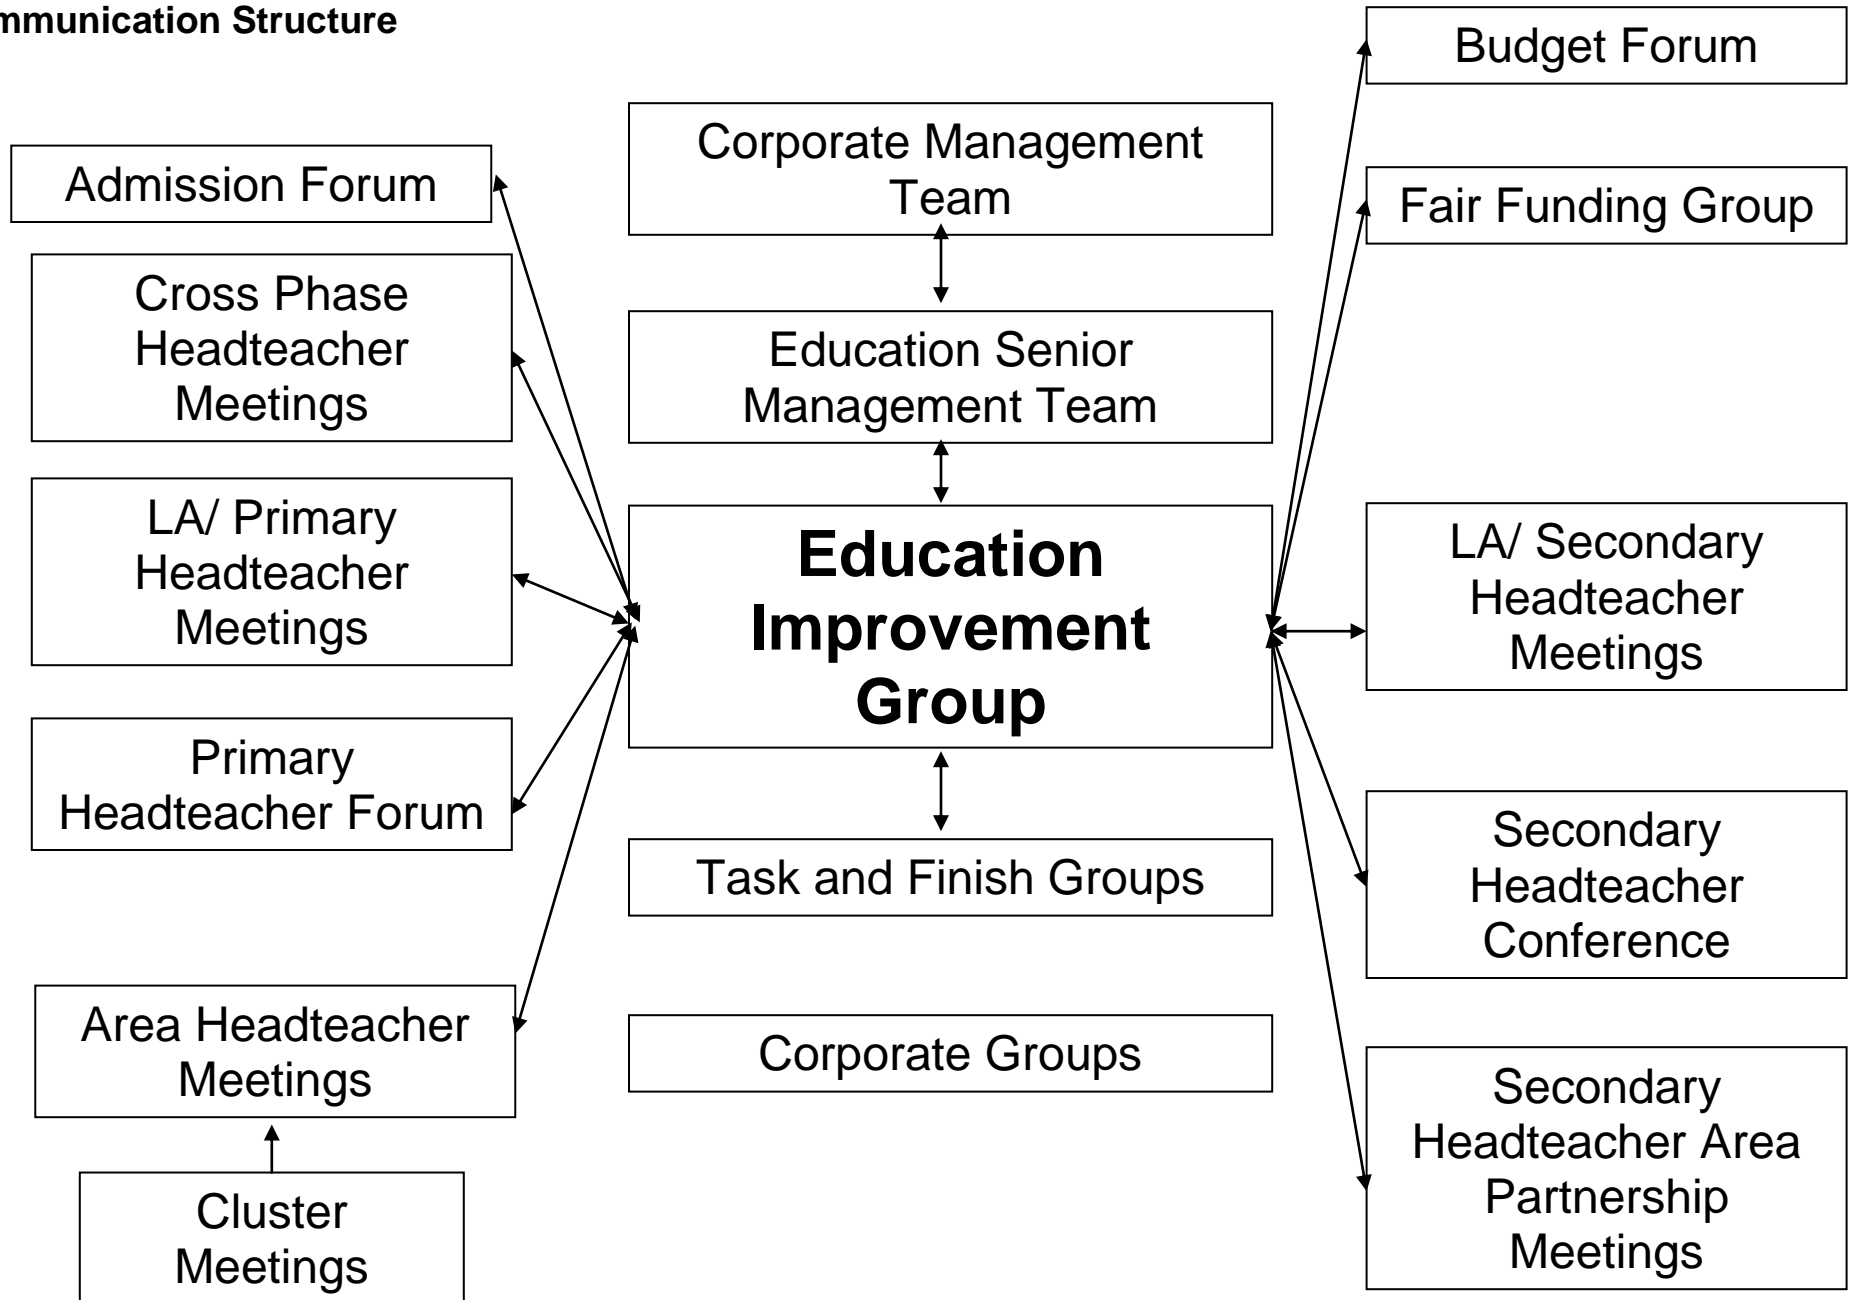 mmunication Structure
Budget Forum
Corporate Management
Team
Admission Forum
Fair Funding Group
Cross Phase
Headteacher
Meetings
Education Senior
Management Team
LA/ Primary
Headteacher
Meetings
Education
Improvement
Group
LA/ Secondary
Headteacher
Meetings
Primary
Headteacher Forum
Task and Finish Groups
Secondary
Headteacher
Conference
Area Headteacher
Meetings
Corporate Groups
Secondary
Headteacher Area
Partnership
Meetings
Cluster
Meetings